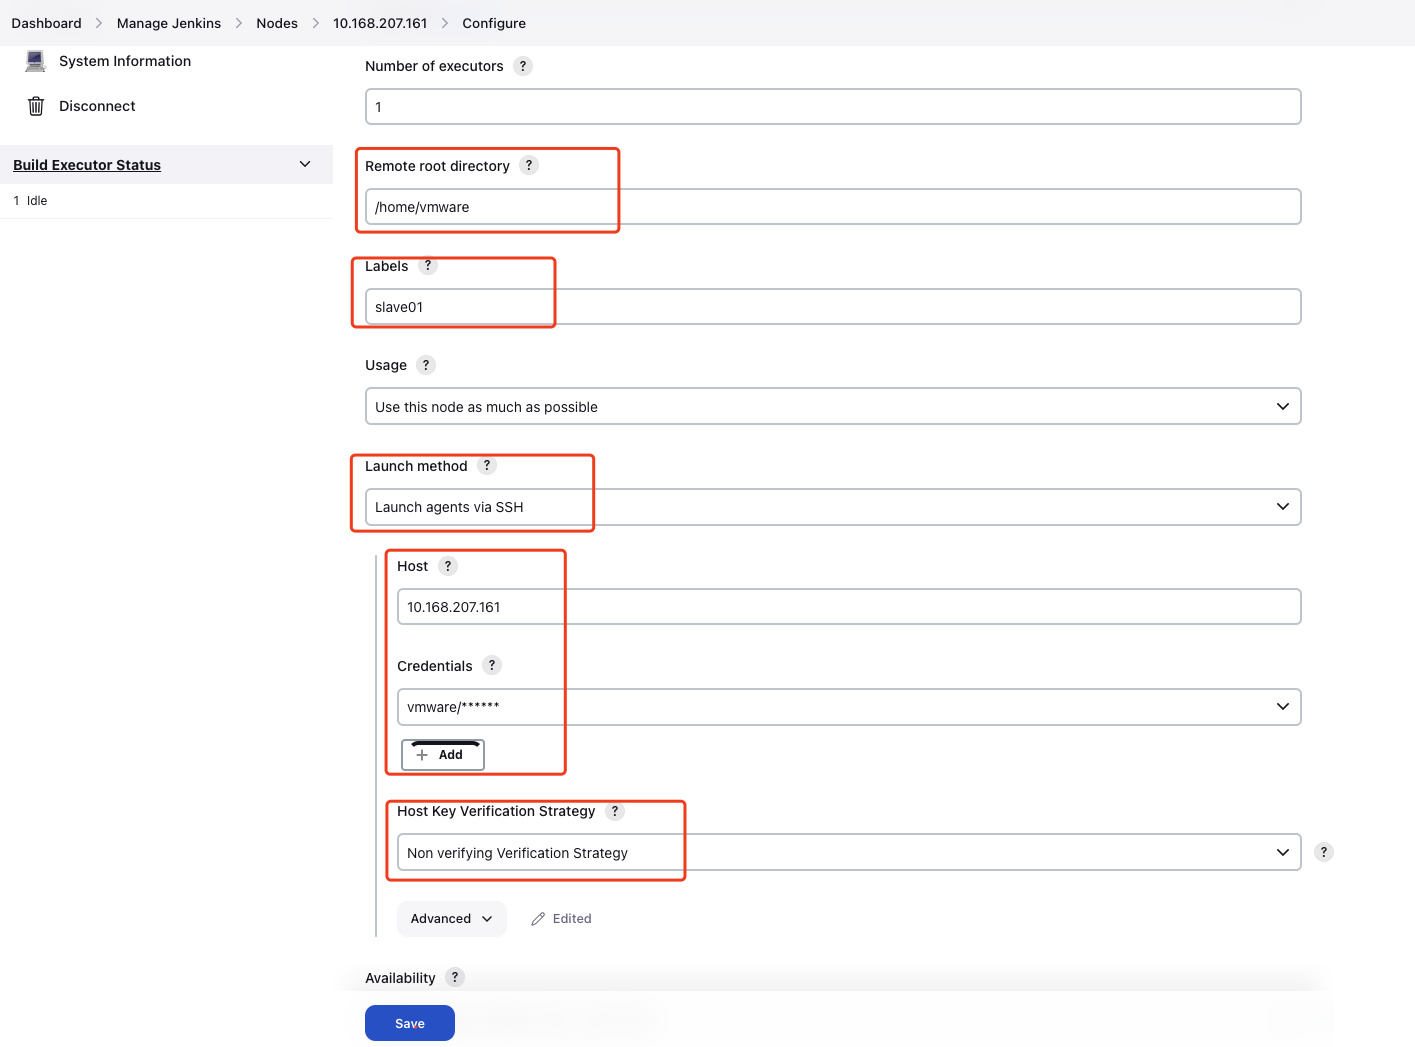 Dashboard > Manage Jenkins > Nodes > 10.168.207.161 > Configure
System Information
Disconnect
Build Executor Status
1 Idle
Number of executors ?
1
Remote root directory ?
/home/vmware
Labels ?
slave01
Usage ?
Use this node as much as possible
Launch method ?
Launch agents via SSH
Host ?
10.168.207.161
Credentials ?
vmware/******
+ Add
Host Key Verification Strategy ?
Non verifying Verification Strategy
?
Advanced
Edited
Availability ?
Save